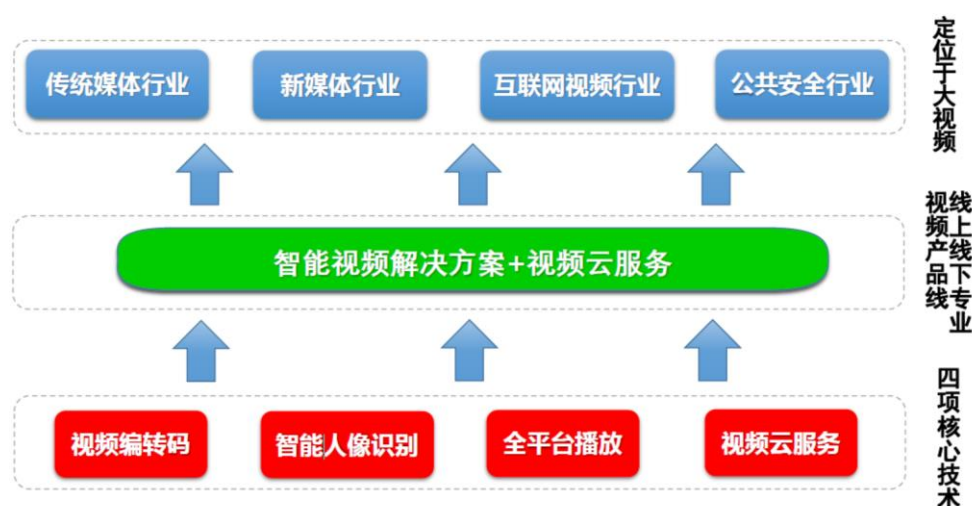 传统媒体行业
新媒体行业
互联网视频行业
公共安全行业
定位于大视频
智能视频解决方案+视频云服务
线上线下专业
视频产品线
视频编转码
智能人像识别
全平台播放
视频云服务
四项核心技术